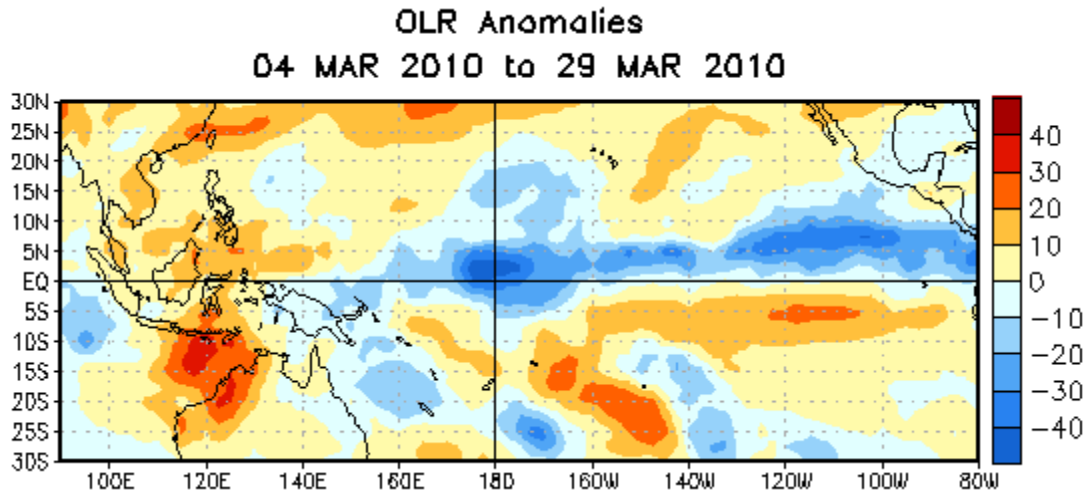 OLR Anomalies
04 MAR 2010 to 29 MAR 2010
30N
25N
20N
15N
10N
5N
EQ
5S
10S
15S
20S
25S
30S
100E 120E 140E 160E 180 160W 140W 120W 100W 80W
40
30
20
10
0
-10
-20
-30
-40